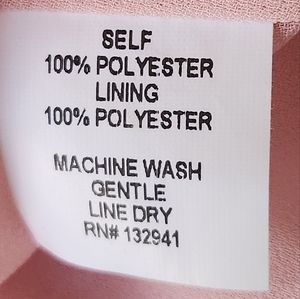 SELF
100% POLYESTER
LINING
100% POLYESTER
MACHINE WASH
GENTLE
LINE DRY
RN# 132941